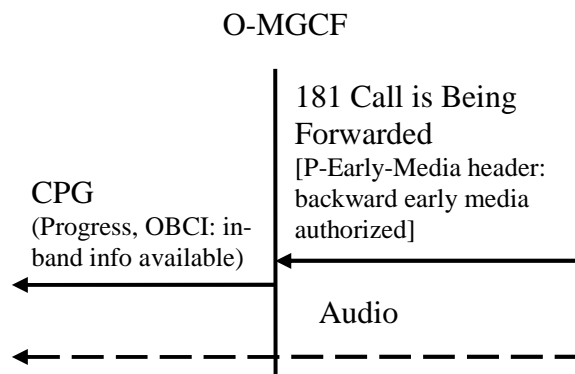 O-MGCF
181 Call is Being
Forwarded
[P-Early-Media header:
backward early media
authorized]
CPG
(Progress, OBCI: in-
band info available)
Audio